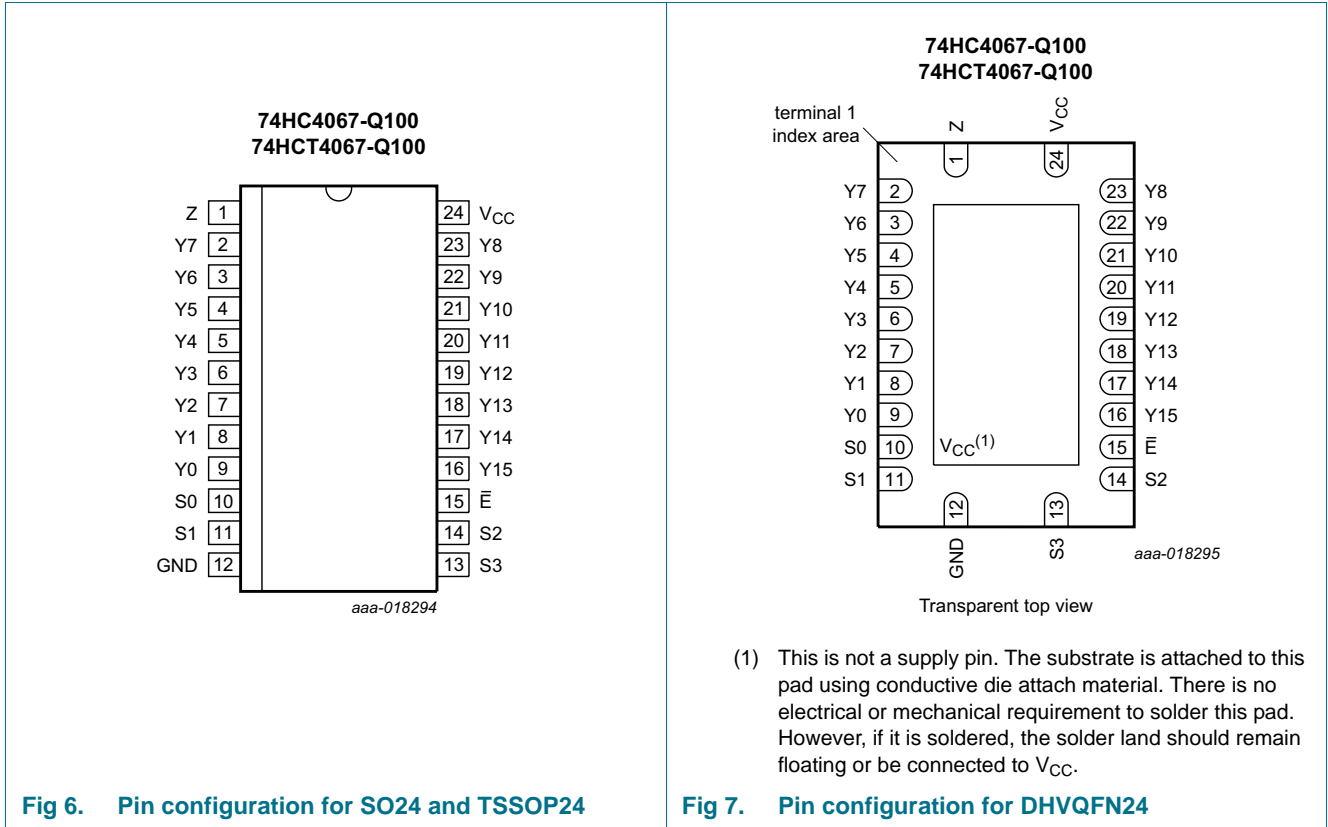 74HC4067-Q100
74HCT4067-Q100
Z 1 24 VCC
Y7 2 23 Y8
Y6 3 22 Y9
Y5 4 21 Y10
Y4 5 20 Y11
Y3 6 19 Y12
Y2 7 18 Y13
Y1 8 17 Y14
Y0 9 16 Y15
S0 10 15 E̅
S1 11 14 S2
GND 12 13 S3
aaa-018294
Fig 6. Pin configuration for SO24 and TSSOP24
74HC4067-Q100
74HCT4067-Q100
terminal 1
index area
Z VCC
1 24
Y7 2 23 Y8
Y6 3 22 Y9
Y5 4 21 Y10
Y4 5 20 Y11
Y3 6 19 Y12
Y2 7 18 Y13
Y1 8 17 Y14
Y0 9 16 Y15
S0 10 VCC(1) 15 E̅
S1 11 14 S2
12 13
GND S3
aaa-018295
Transparent top view
(1) This is not a supply pin. The substrate is attached to this
pad using conductive die attach material. There is no
electrical or mechanical requirement to solder this pad.
However, if it is soldered, the solder land should remain
floating or be connected to VCC.
Fig 7. Pin configuration for DHVQFN24